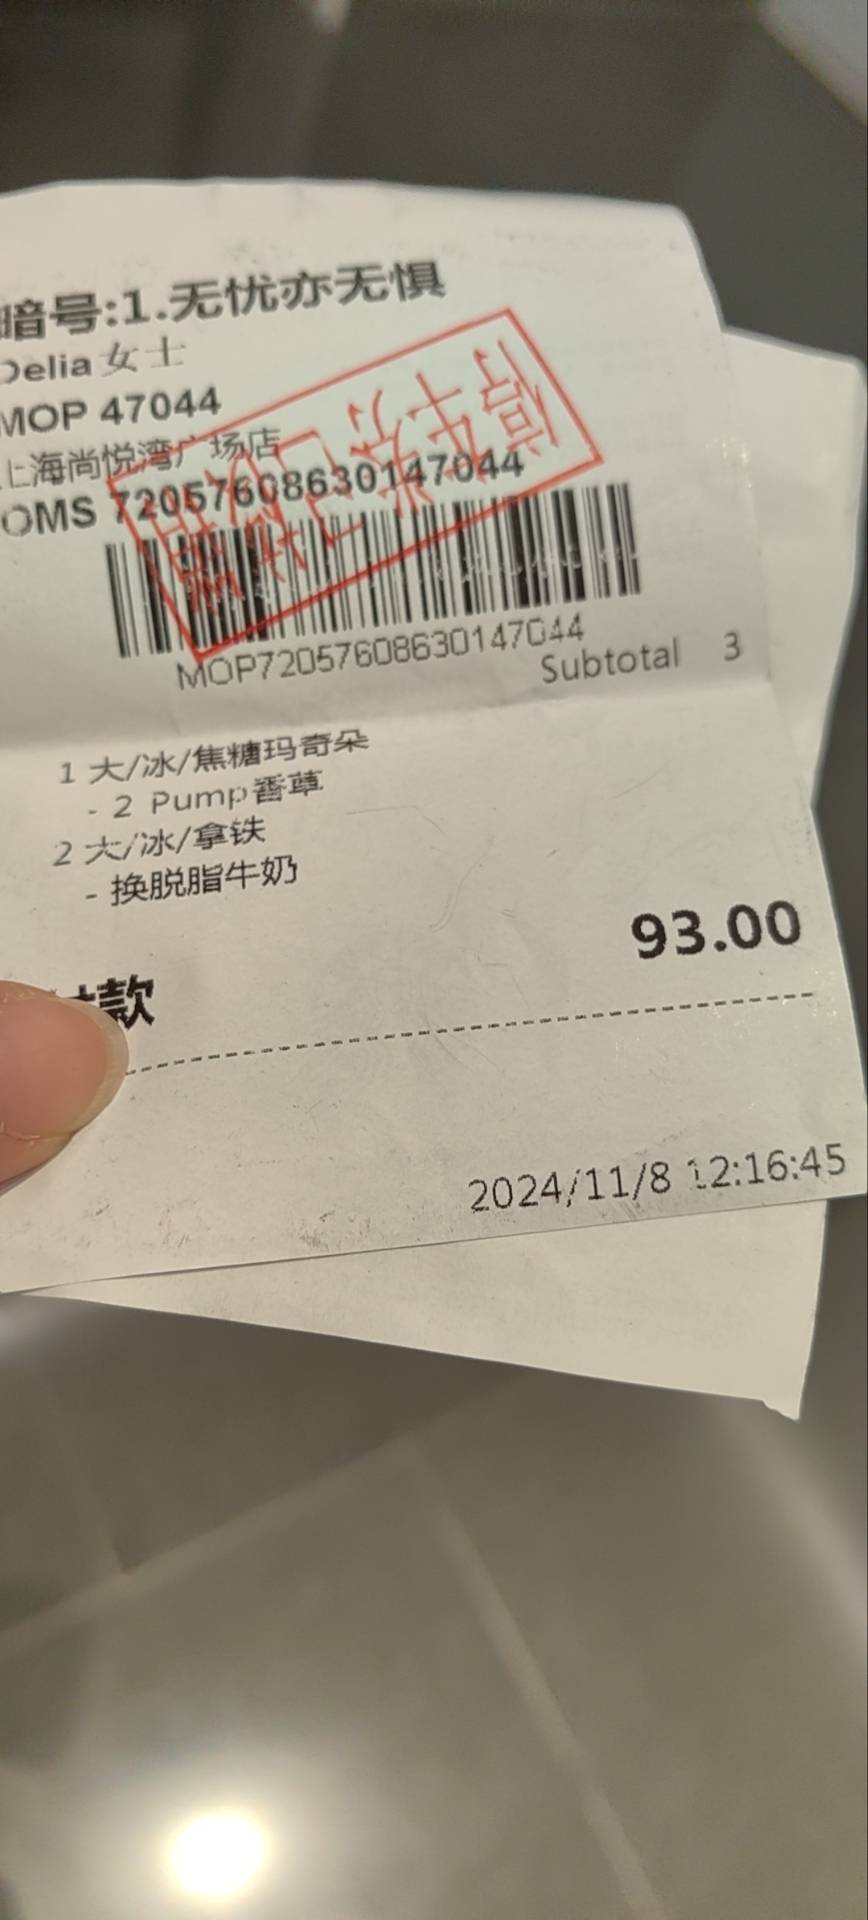 暗号:1.无忧亦无惧
Delia 女士
MOP 47044
上海尚悦湾广场店
OMS 72057608630147044
MOP72057608630147044
Subtotal 3
1 大/冰/焦糖玛奇朵
- 2 Pump香草
2 大/冰/拿铁
- 换脱脂牛奶
款 93.00
2024/11/8 12:16:45